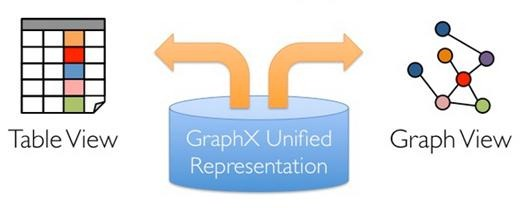 Table View
GraphX Unified
Representation
Graph View